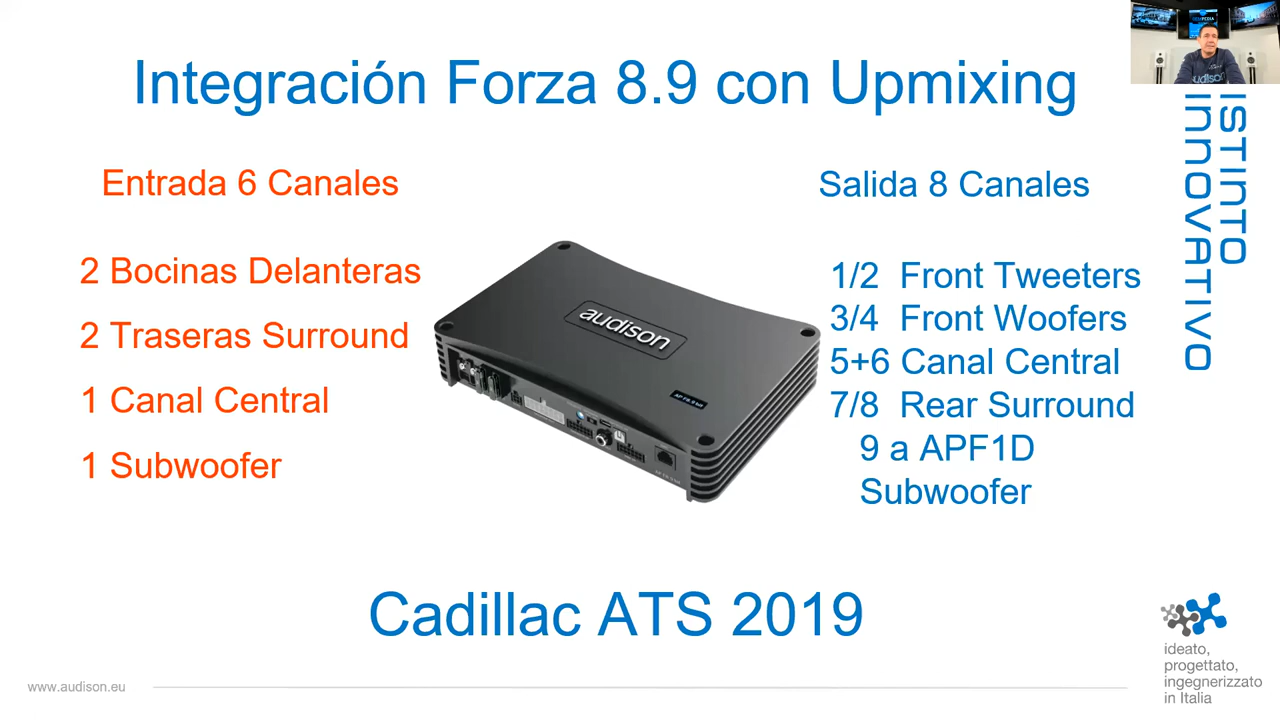 Integración Forza 8.9 con Upmixing
Entrada 6 Canales
2 Bocinas Delanteras
2 Traseras Surround
1 Canal Central
1 Subwoofer
audison
Salida 8 Canales
1/2 Front Tweeters
3/4 Front Woofers
5+6 Canal Central
7/8 Rear Surround
9 a APF1D
Subwoofer
Cadillac ATS 2019
audison
ISTINTO
INNOVATIVO
ideato,
progettato,
ingegnerizzato
in Italia
www.audison.eu